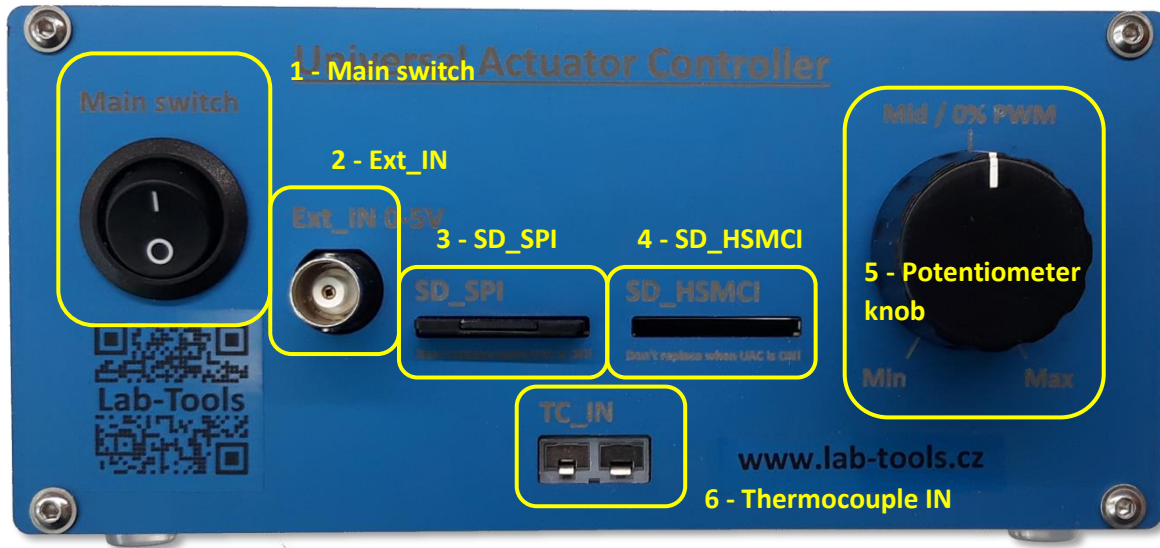 Universal Actuator Controller
1 - Main switch
Main switch
I
O
2 - Ext_IN
Ext_IN 0-5V
3 - SD_SPI
SD_SPI
4 - SD_HSMCI
SD_HSMCI
Don't replace when UAC is ON!
Mid / 0% PWM
5 - Potentiometer
knob
Min
Max
Lab-Tools
TC_IN
6 - Thermocouple IN
www.lab-tools.cz